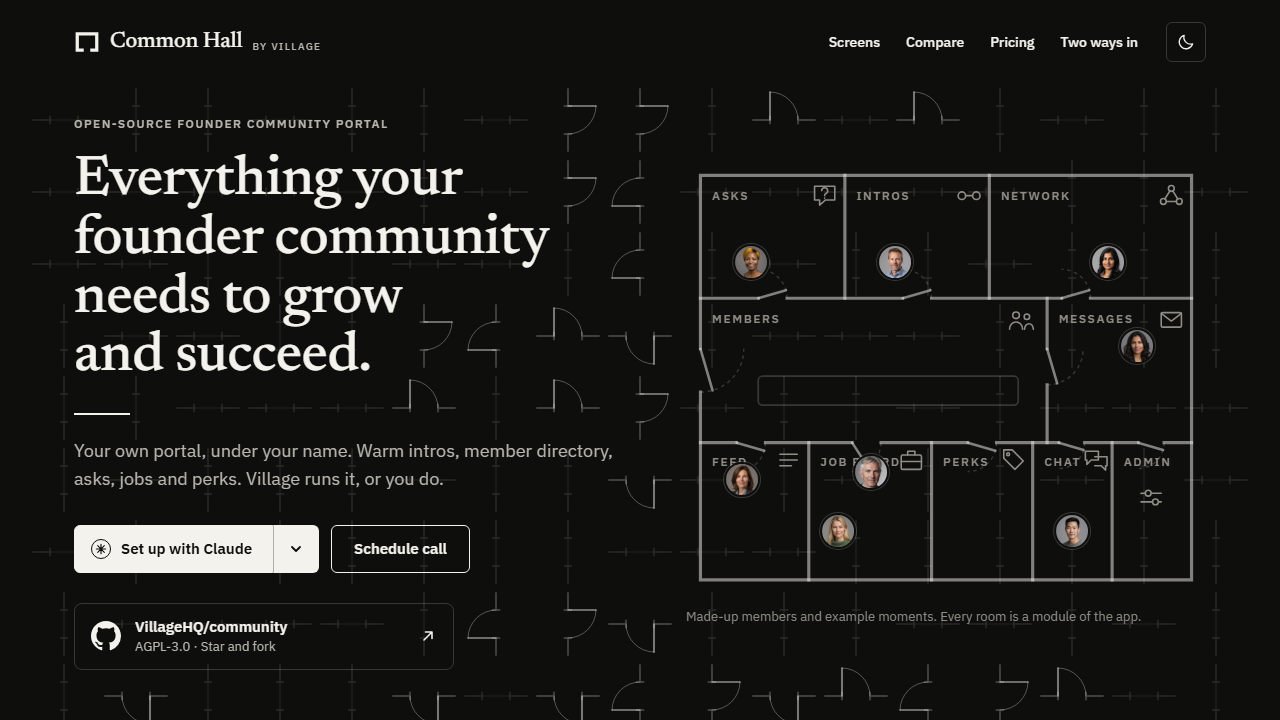 Common Hall BY VILLAGE
Screens Compare Pricing Two ways in
OPEN-SOURCE FOUNDER COMMUNITY PORTAL
Everything your
founder community
needs to grow
and succeed.
Your own portal, under your name. Warm intros, member directory,
asks, jobs and perks. Village runs it, or you do.
Set up with Claude
Schedule call
VillageHQ/community
AGPL-3.0 · Star and fork
ASKS INTROS NETWORK
MEMBERS MESSAGES
FEED JOB PERKS CHAT ADMIN
Made-up members and example moments. Every room is a module of the app.